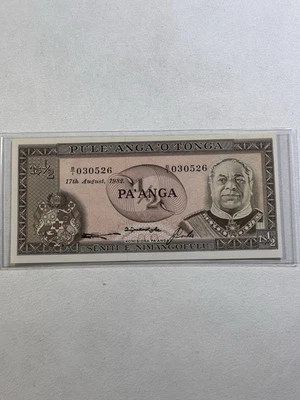 PULE'ANGA 'O TONGA
T$½
B/1 030526 B/1 030526
17th August, 1983.
½
PA'ANGA
SENITI E NIMANGOFULU
T$½